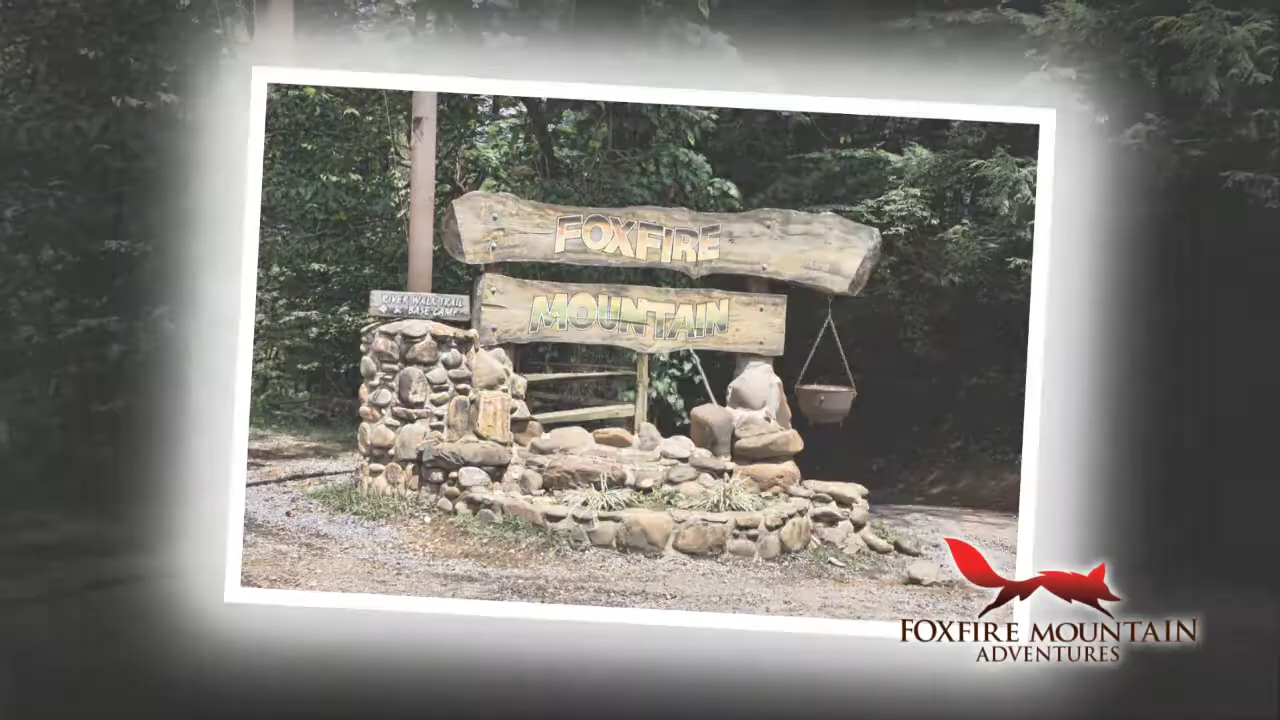 FOXFIRE
MOUNTAIN
RIVER WALK TRAIL
& BASE CAMP
FOXFIRE MOUNTAIN
ADVENTURES